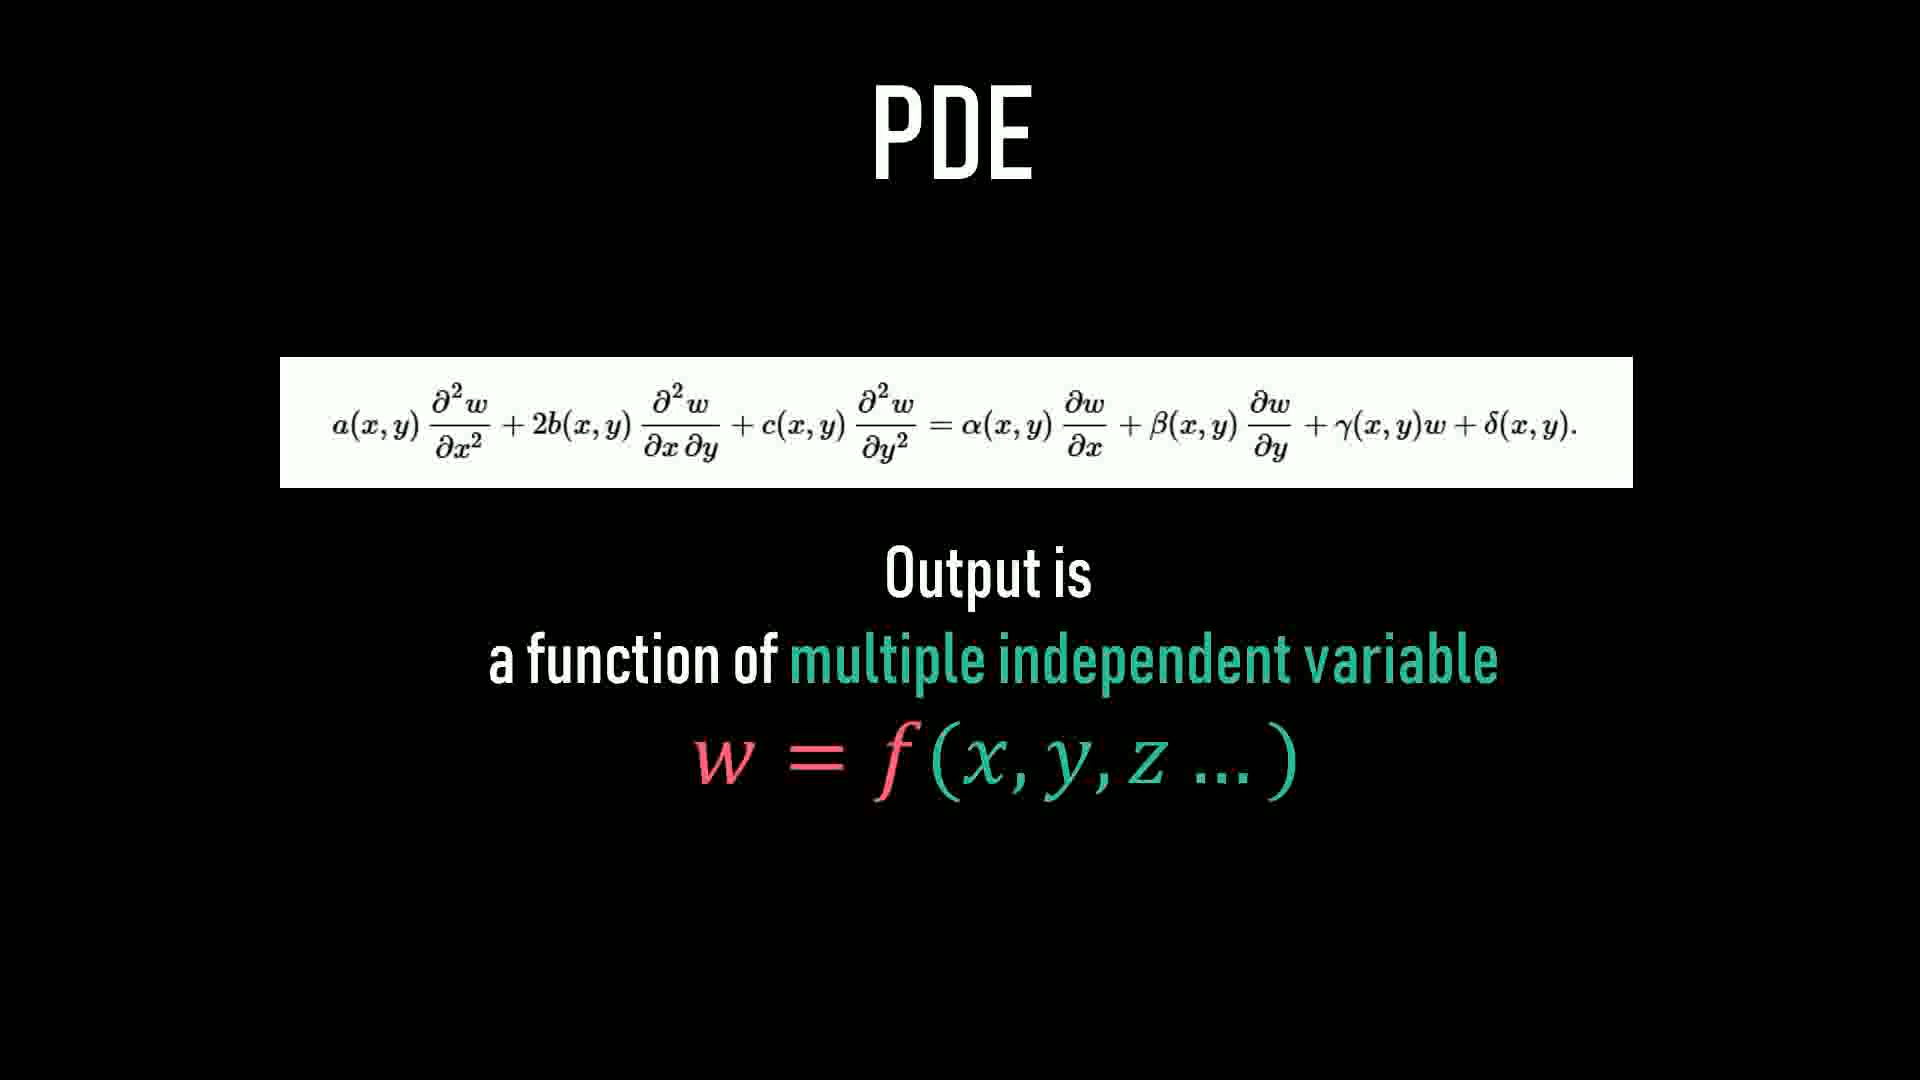 PDE
a(x, y) ∂²w/∂x² + 2b(x, y) ∂²w/∂x ∂y + c(x, y) ∂²w/∂y² = α(x, y) ∂w/∂x + β(x, y) ∂w/∂y + γ(x, y)w + δ(x, y).
Output is
a function of multiple independent variable
w = f(x, y, z ... )